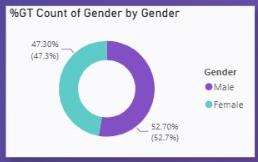 %GT Count of Gender by Gender
47.30%
(47.3%)
Gender
Male
Female
52.70%
(52.7%)